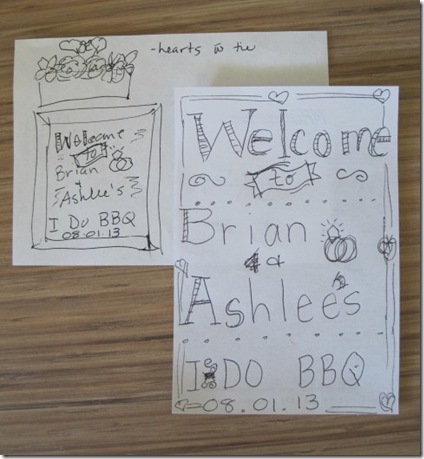 -hearts in tie
Welcome
to
Brian
&
Ashlee's
I Do BBQ
08.01.13
Welcome
to
Brian
&
Ashlee's
I DO BBQ
08.01.13